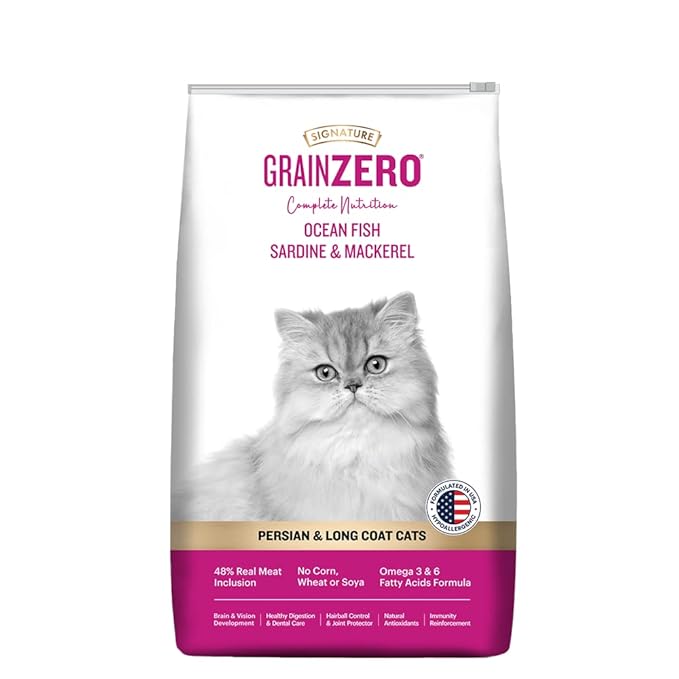 SIGNATURE
GRAINZERO®
Complete Nutrition
OCEAN FISH
SARDINE & MACKEREL
FORMULATED IN USA
HYPOALLERGENIC
PERSIAN & LONG COAT CATS
48% Real Meat
Inclusion
No Corn,
Wheat or Soya
Omega 3 & 6
Fatty Acids Formula
Brain & Vision
Development
Healthy Digestion
& Dental Care
Hairball Control
& Joint Protector
Natural
Antioxidants
Immunity
Reinforcement